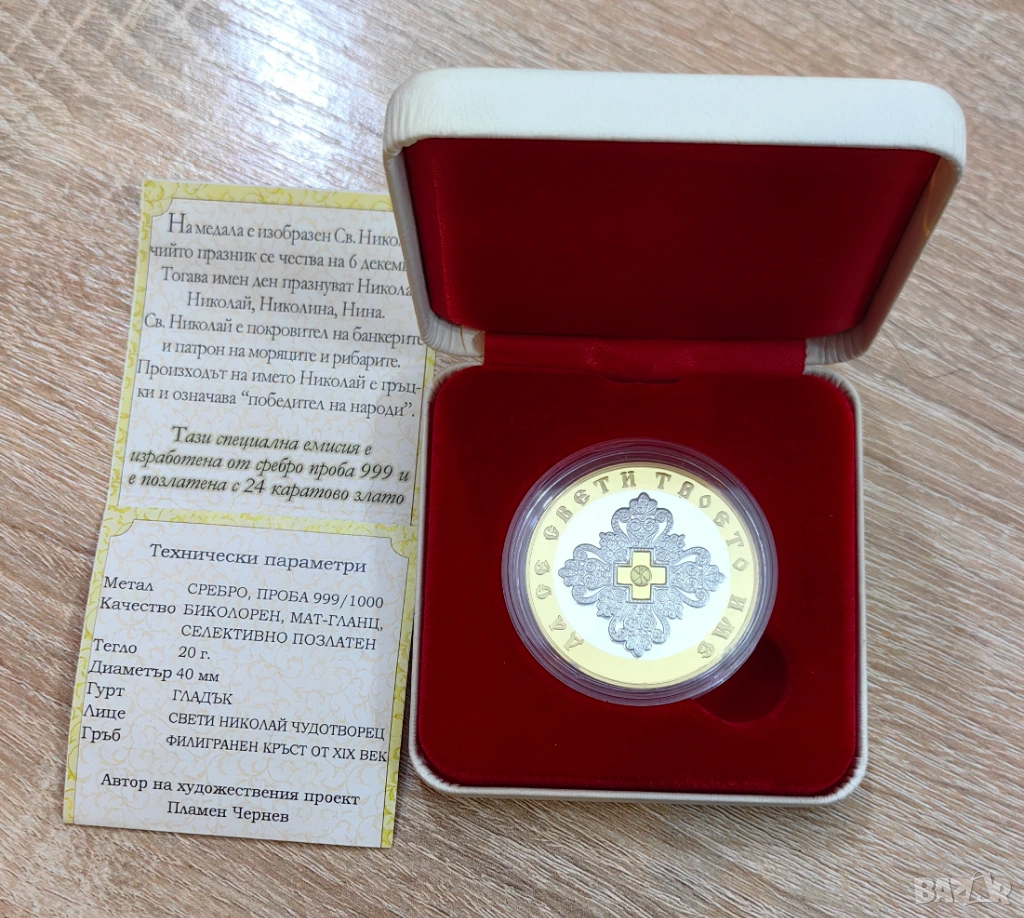 На медала е изобразен Св. Нико
чийто празник се чества на 6 декем
Тогава имен ден празнуват Никола
Николай, Николина, Нина.
Св. Николай е покровител на банкерите
и патрон на моряците и рибарите.
Произходът на името Николай е гръц-
ки и означава “победител на народи”.
Тази специална емисия е
изработена от сребро проба 999 и
е позлатена с 24 каратово злато
Технически параметри
Метал СРЕБРО, ПРОБА 999/1000
Качество БИКОЛОРЕН, МАТ-ГЛАНЦ,
СЕЛЕКТИВНО ПОЗЛАТЕН
Тегло 20 г.
Диаметър 40 мм
Гурт ГЛАДЪК
Лице СВЕТИ НИКОЛАЙ ЧУДОТВОРЕЦ
Гръб ФИЛИГРАНЕН КРЪСТ ОТ XIX ВЕК
Автор на художествения проект
Пламен Чернев
ДА СЕ СВЕТИ ТВОЕТО ИМЕ
BAZAR